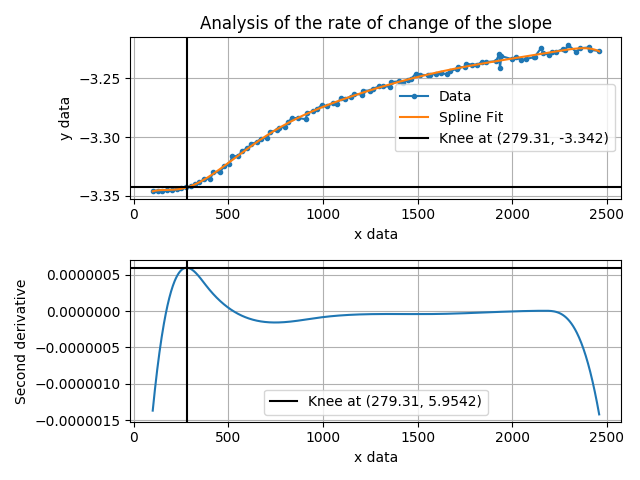 Analysis of the rate of change of the slope
−3.25
−3.30
−3.35
y data
Data
Spline Fit
Knee at (279.31, -3.342)
0 500 1000 1500 2000 2500
x data
0.0000005
0.0000000
−0.0000005
−0.0000010
−0.0000015
Second derivative
Knee at (279.31, 5.9542)
0 500 1000 1500 2000 2500
x data